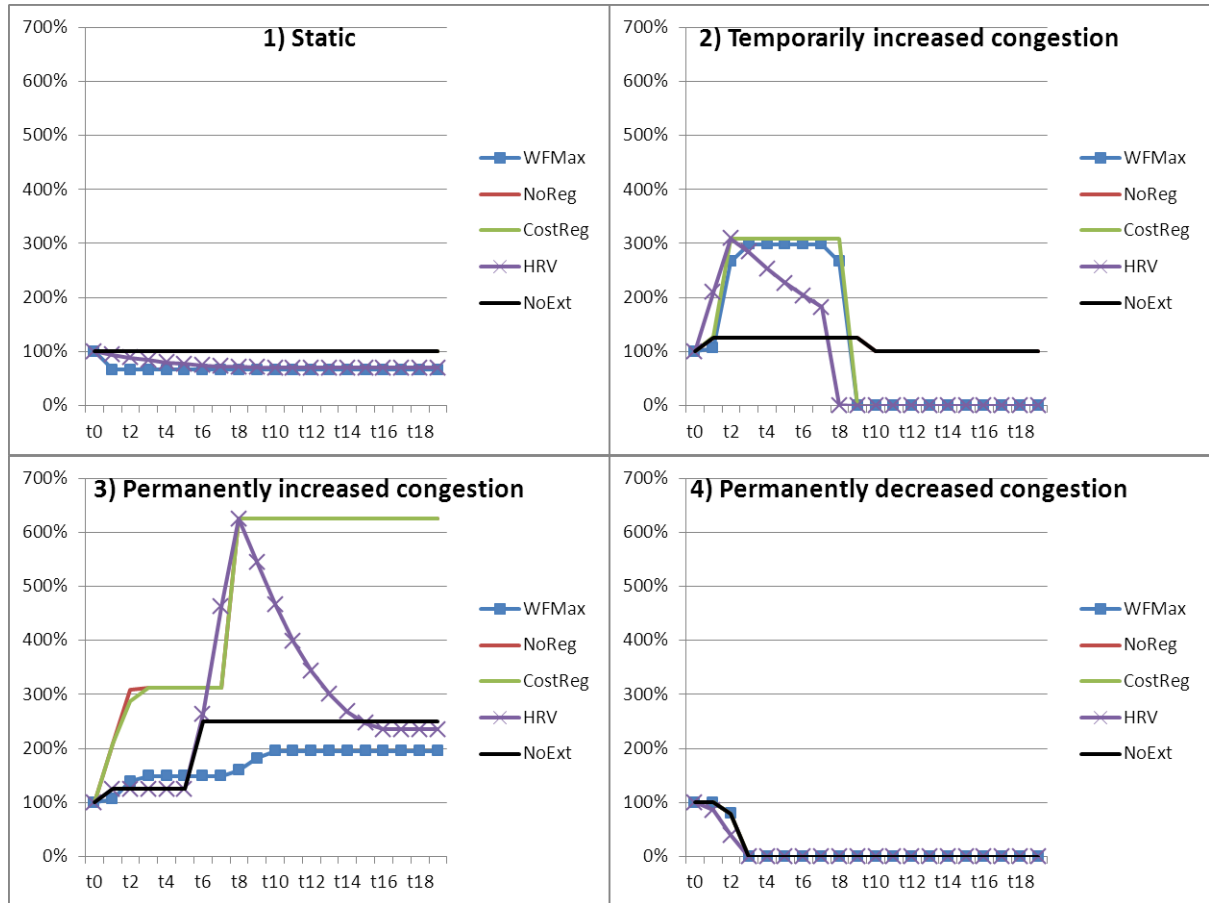 1) Static
700%
600%
500%
400%
300%
200%
100%
0%
t0 t2 t4 t6 t8 t10 t12 t14 t16 t18
WFMax
NoReg
CostReg
HRV
NoExt
2) Temporarily increased congestion
700%
600%
500%
400%
300%
200%
100%
0%
t0 t2 t4 t6 t8 t10 t12 t14 t16 t18
WFMax
NoReg
CostReg
HRV
NoExt
3) Permanently increased congestion
700%
600%
500%
400%
300%
200%
100%
0%
t0 t2 t4 t6 t8 t10 t12 t14 t16 t18
WFMax
NoReg
CostReg
HRV
NoExt
4) Permanently decreased congestion
700%
600%
500%
400%
300%
200%
100%
0%
t0 t2 t4 t6 t8 t10 t12 t14 t16 t18
WFMax
NoReg
CostReg
HRV
NoExt